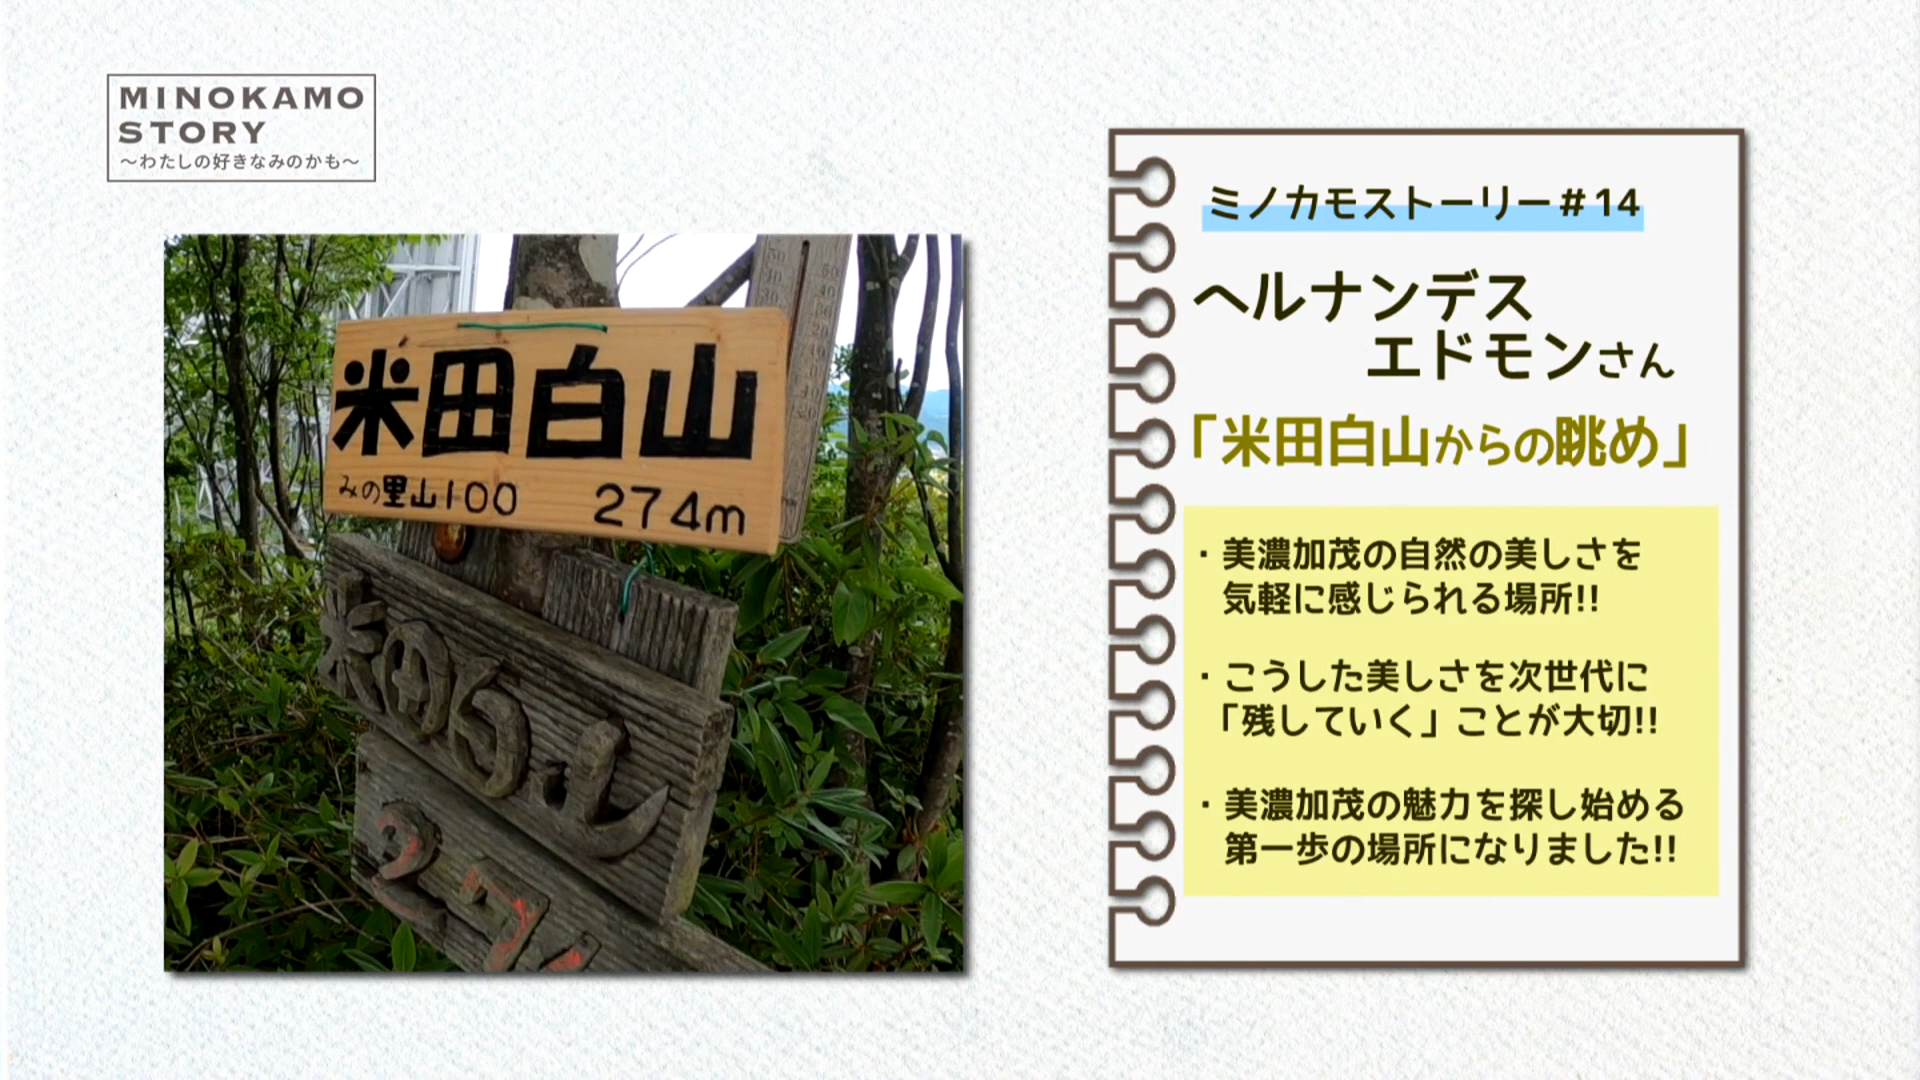 MINOKAMO
STORY
～わたしの好きなみのかも～
米田白山
みの里山100 274m
米田白山
ミノカモストーリー＃14
ヘルナンデス
エドモンさん
「米田白山からの眺め」
・美濃加茂の自然の美しさを
気軽に感じられる場所!!
・こうした美しさを次世代に
「残していく」ことが大切!!
・美濃加茂の魅力を探し始める
第一歩の場所になりました!!